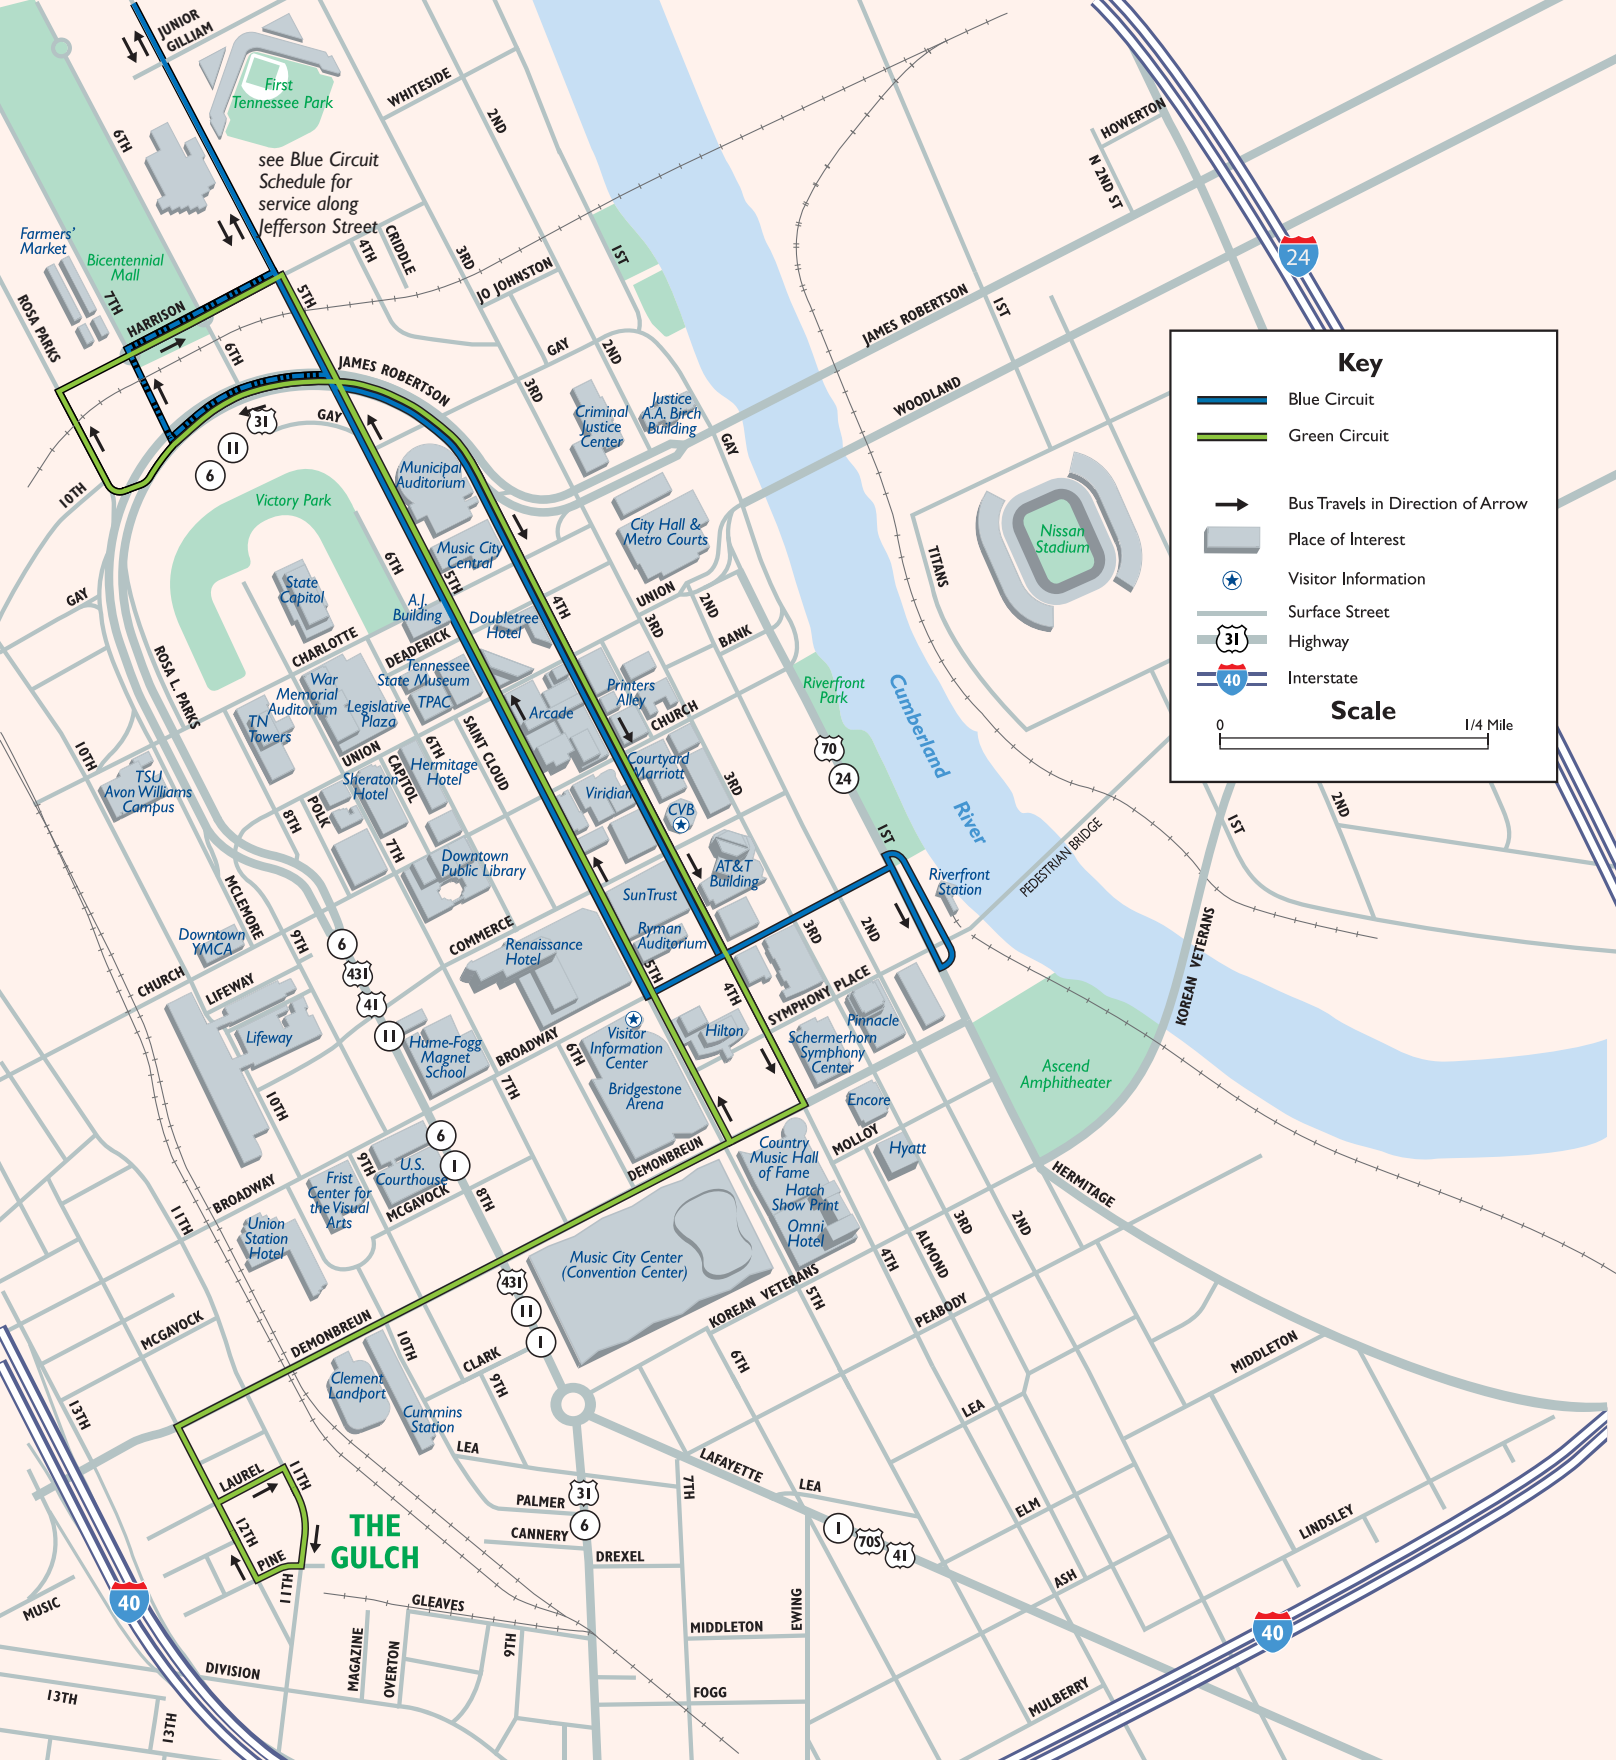 JUNIOR
GILLIAM
First
Tennessee Park
WHITESIDE
2ND
6TH
HOWERTON
N 2ND ST
see Blue Circuit
Schedule for
service along
Jefferson Street
Farmers'
Market
Bicentennial
Mall
4TH
CRIDDLE
3RD
1ST
JO JOHNSTON
24
ROSA PARKS
7TH
HARRISON
5TH
6TH
JAMES ROBERTSON
GAY
2ND
JAMES ROBERTSON
1ST
WOODLAND
3RD
GAY
31
11
6
10TH
Criminal
Justice
Center
Justice
A.A. Birch
Building
GAY
Municipal
Auditorium
Victory Park
City Hall &
Metro Courts
Music City
Central
Nissan
Stadium
TITANS
Key
Blue Circuit
Green Circuit
Bus Travels in Direction of Arrow
Place of Interest
Visitor Information
Surface Street
31
Highway
40
Interstate
Scale
0
1/4 Mile
GAY
State
Capitol
6TH
5TH
A.J.
Building
Doubletree
Hotel
4TH
UNION
3RD
2ND
BANK
CHARLOTTE
DEADERICK
ROSA L. PARKS
War
Memorial
Auditorium
Tennessee
State Museum
TPAC
Legislative
Plaza
TN
Towers
Arcade
Printers
Alley
CHURCH
Riverfront
Park
Cumberland
River
70
24
10TH
TSU
Avon Williams
Campus
UNION
6TH
SAINT CLOUD
CAPITOL
Hermitage
Hotel
Sheraton
Hotel
POLK
8TH
7TH
Courtyard
Marriott
Viridian
CVB
3RD
1ST
2ND
1ST
PEDESTRIAN BRIDGE
Downtown
Public Library
AT&T
Building
SunTrust
Riverfront
Station
MCLEMORE
Downtown
YMCA
9TH
6
431
41
11
COMMERCE
Renaissance
Hotel
Ryman
Auditorium
5TH
4TH
3RD
2ND
KOREAN VETERANS
CHURCH
LIFEWAY
Lifeway
Hume-Fogg
Magnet
School
BROADWAY
6TH
7TH
Visitor
Information
Center
Bridgestone
Arena
Hilton
SYMPHONY PLACE
Pinnacle
Schermerhorn
Symphony
Center
Ascend
Amphitheater
10TH
6
1
Encore
MOLLOY
Hyatt
DEMONBREUN
Country
Music Hall
of Fame
Hatch
Show Print
Omni
Hotel
9TH
U.S.
Courthouse
MCGAVOCK
Frist
Center for
the Visual
Arts
BROADWAY
11TH
Union
Station
Hotel
8TH
HERMITAGE
3RD
2ND
ALMOND
4TH
Music City Center
(Convention Center)
431
11
1
KOREAN VETERANS
5TH
PEABODY
MCGAVOCK
DEMONBREUN
10TH
CLARK
9TH
6TH
MIDDLETON
Clement
Landport
Cummins
Station
13TH
LEA
LEA
LAFAYETTE
LEA
7TH
LAUREL
11TH
12TH
PINE
11TH
THE
GULCH
PALMER
CANNERY
31
6
DREXEL
ELM
LINDSLEY
1
70S
41
ASH
40
40
MUSIC
GLEAVES
MAGAZINE
OVERTON
9TH
MIDDLETON
EWING
DIVISION
FOGG
MULBERRY
13TH
13TH